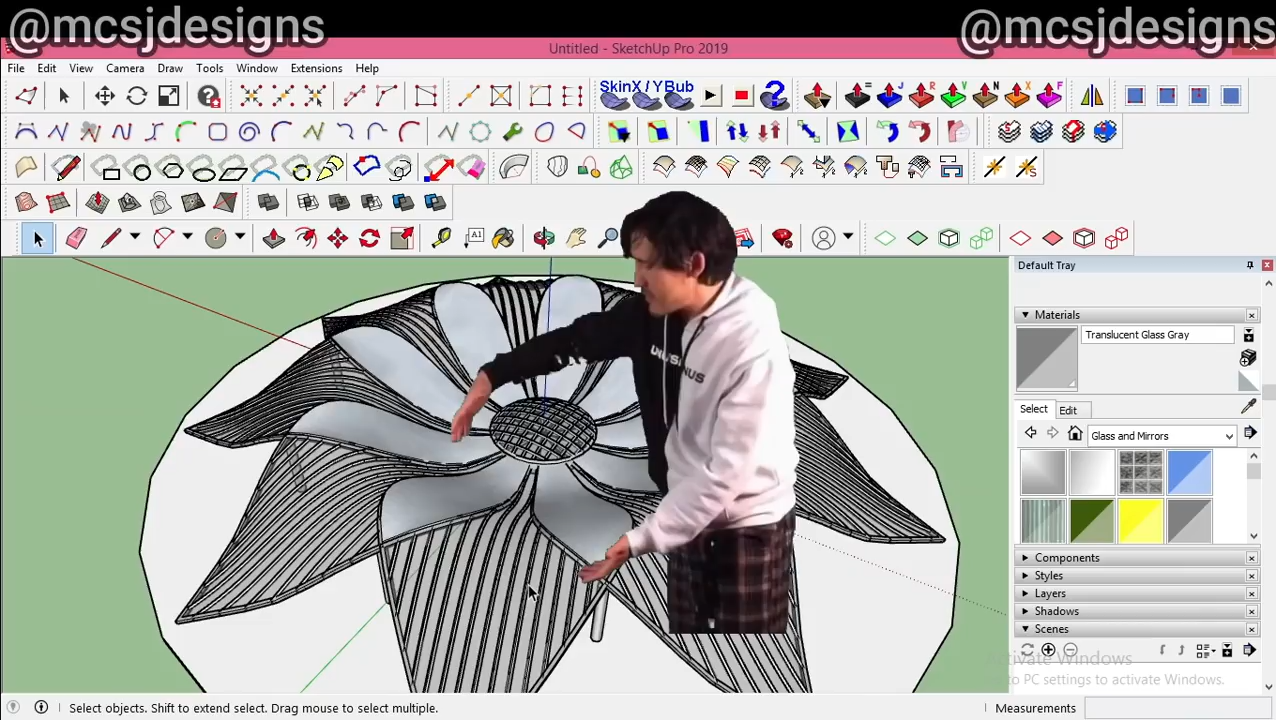 @mcsjdesigns @mcsjdesigns
Untitled - SketchUp Pro 2019
File Edit View Camera Draw Tools Window Extensions Help
SkinX / YBub
= J R V N X F
A1
Default Tray
Materials
Translucent Glass Gray
Select Edit
Glass and Mirrors
Components
Styles
Layers
Shadows
Scenes
Activate Windows
to PC settings to activate Windows.
Select objects. Shift to extend select. Drag mouse to select multiple.
Measurements